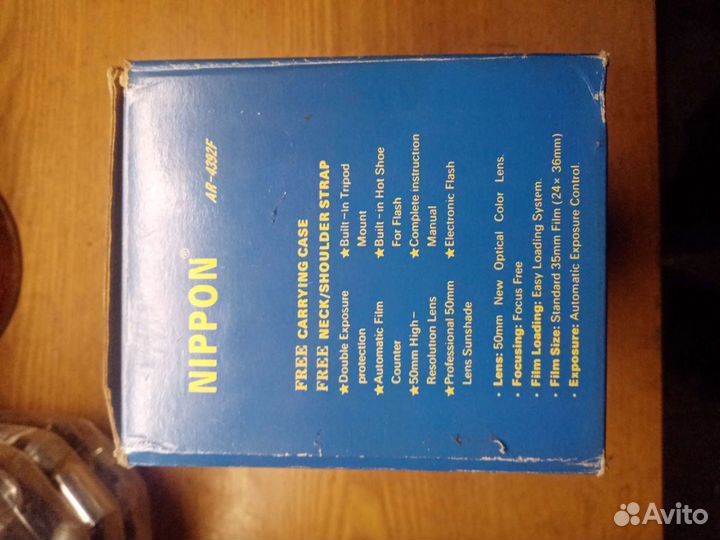 NIPPON®
AR-4392F
FREE CARRYING CASE
FREE NECK/SHOULDER STRAP
★Double Exposure
protection
★Automatic Film
Counter
★50mm High-
Resolution Lens
★Professional 50mm
Lens Sunshade
★Built-in Tripod
Mount
★Built-in Hot Shoe
For Flash
★Complete instruction
Manual
★Electronic Flash
• Lens: 50mm New Optical Color Lens.
• Focusing: Focus Free
• Film Loading: Easy Loading System.
• Film Size: Standard 35mm Film (24× 36mm)
• Exposure: Automatic Exposure Control.
Avito